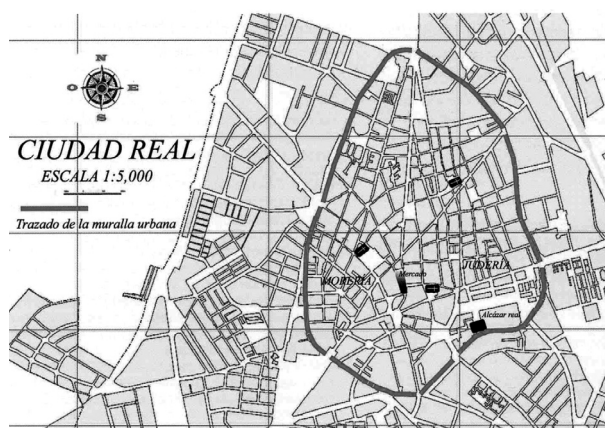 N
O E
S
CIUDAD REAL
ESCALA 1:5,000
Trazado de la muralla urbana
MORERÍA
Mercado
JUDERÍA
Alcázar real